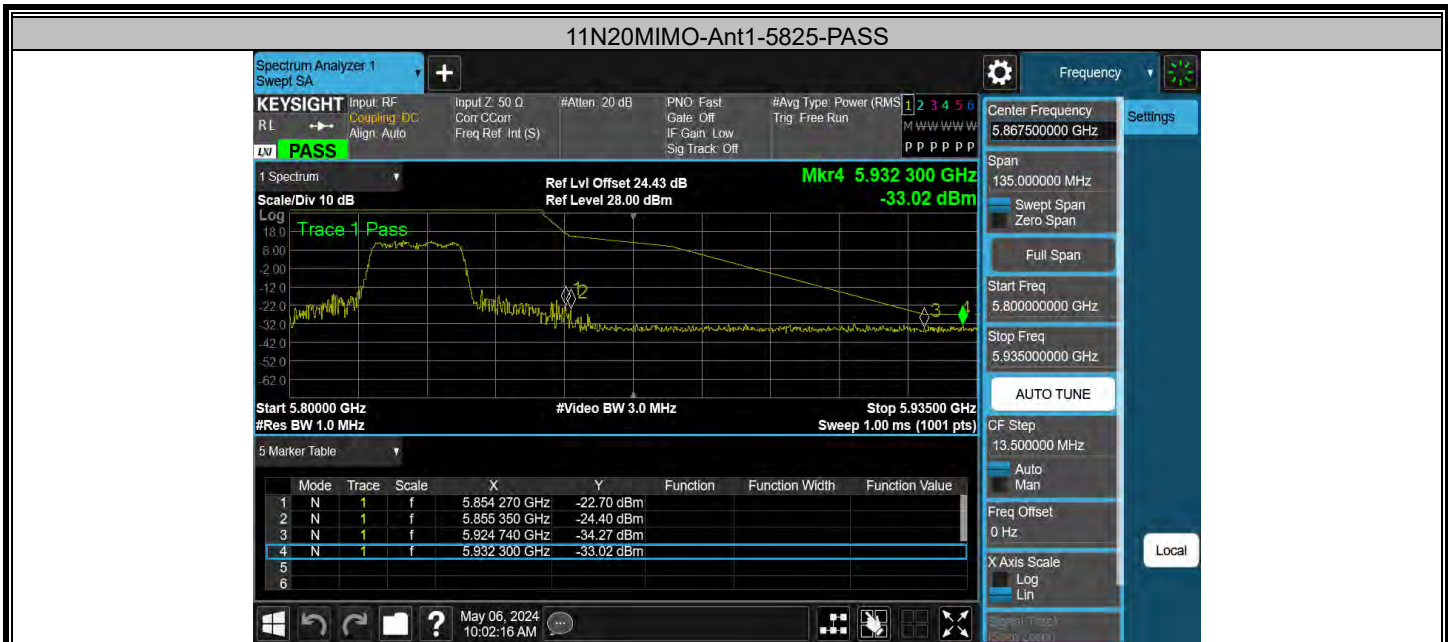 11N20MIMO-Ant1-5825-PASS
Spectrum Analyzer 1
Swept SA
Frequency
KEYSIGHT
RL
LXI
PASS
Input: RF
Coupling: DC
Align: Auto
Input Z: 50 Ω
Corr CCorr
Freq Ref: Int (S)
#Atten: 20 dB
PNO: Fast
Gate: Off
IF Gain: Low
Sig Track: Off
#Avg Type: Power (RMS
Trig: Free Run
1 2 3 4 5 6
M W W W W W
P P P P P P
Center Frequency
5.867500000 GHz
Settings
1 Spectrum
Ref Lvl Offset 24.43 dB
Mkr4 5.932 300 GHz
Scale/Div 10 dB
Ref Level 28.00 dBm
-33.02 dBm
Span
135.000000 MHz
Swept Span
Zero Span
Full Span
Log
Trace 1 Pass
18.0
8.00
-2.00
-12.0
-22.0
-32.0
-42.0
-52.0
-62.0
1 2
3
4
Start Freq
5.800000000 GHz
Stop Freq
5.935000000 GHz
AUTO TUNE
Start 5.80000 GHz
#Video BW 3.0 MHz
Stop 5.93500 GHz
#Res BW 1.0 MHz
Sweep 1.00 ms (1001 pts)
CF Step
13.500000 MHz
Auto
Man
5 Marker Table
Mode Trace Scale X Y Function Function Width Function Value
1 N 1 f 5.854 270 GHz -22.70 dBm
2 N 1 f 5.855 350 GHz -24.40 dBm
3 N 1 f 5.924 740 GHz -34.27 dBm
4 N 1 f 5.932 300 GHz -33.02 dBm
5
6
Freq Offset
0 Hz
Local
X Axis Scale
Log
Lin
Signal Track
(Span Zoom)
?
May 06, 2024
10:02:16 AM